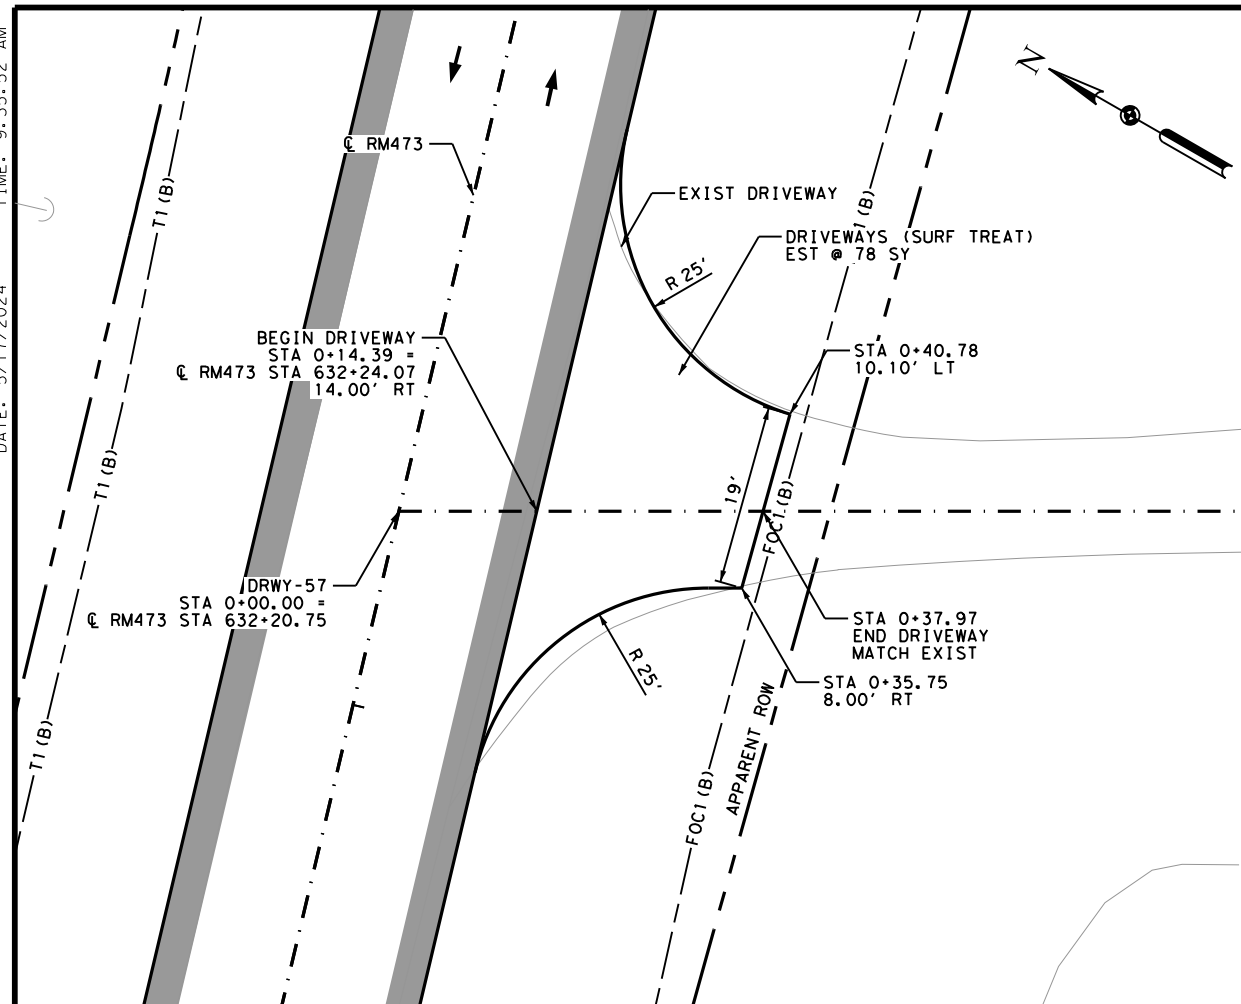 N
℄ RM473
T1(B)
EXIST DRIVEWAY
DRIVEWAYS (SURF TREAT)
EST @ 78 SY
R 25'
BEGIN DRIVEWAY
STA 0+14.39 =
℄ RM473 STA 632+24.07
14.00' RT
STA 0+40.78
10.10' LT
T1(B)
19'
FOC1(B)
DRWY-57
STA 0+00.00 =
℄ RM473 STA 632+20.75
STA 0+37.97
END DRIVEWAY
MATCH EXIST
R 25'
STA 0+35.75
8.00' RT
T1(B)
APPARENT ROW
FOC1(B)